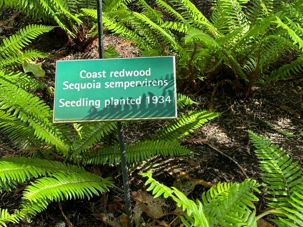 Coast redwood
Sequoia sempervirens
Seedling planted 1934